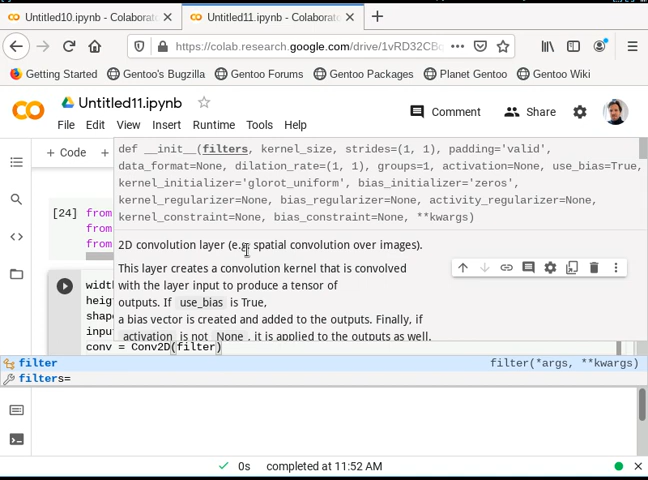 Untitled10.ipynb - Colaborat
Untitled11.ipynb - Colaborat
https://colab.research.google.com/drive/1vRD32CBc
Getting Started
Gentoo's Bugzilla
Gentoo Forums
Gentoo Packages
Planet Gentoo
Gentoo Wiki
Untitled11.ipynb
Comment
Share
File Edit View Insert Runtime Tools Help
+ Code +
def __init__(filters, kernel_size, strides=(1, 1), padding='valid',
data_format=None, dilation_rate=(1, 1), groups=1, activation=None, use_bias=True,
kernel_initializer='glorot_uniform', bias_initializer='zeros',
kernel_regularizer=None, bias_regularizer=None, activity_regularizer=None,
kernel_constraint=None, bias_constraint=None, **kwargs)
[24] from
from
from
2D convolution layer (e.g. spatial convolution over images).
This layer creates a convolution kernel that is convolved
with the layer input to produce a tensor of
outputs. If use_bias is True,
a bias vector is created and added to the outputs. Finally, if
activation is not None, it is applied to the outputs as well.
widt
heig
shap
inpu
conv = Conv2D(filter)
filter filter(*args, **kwargs)
filters=
0s completed at 11:52 AM